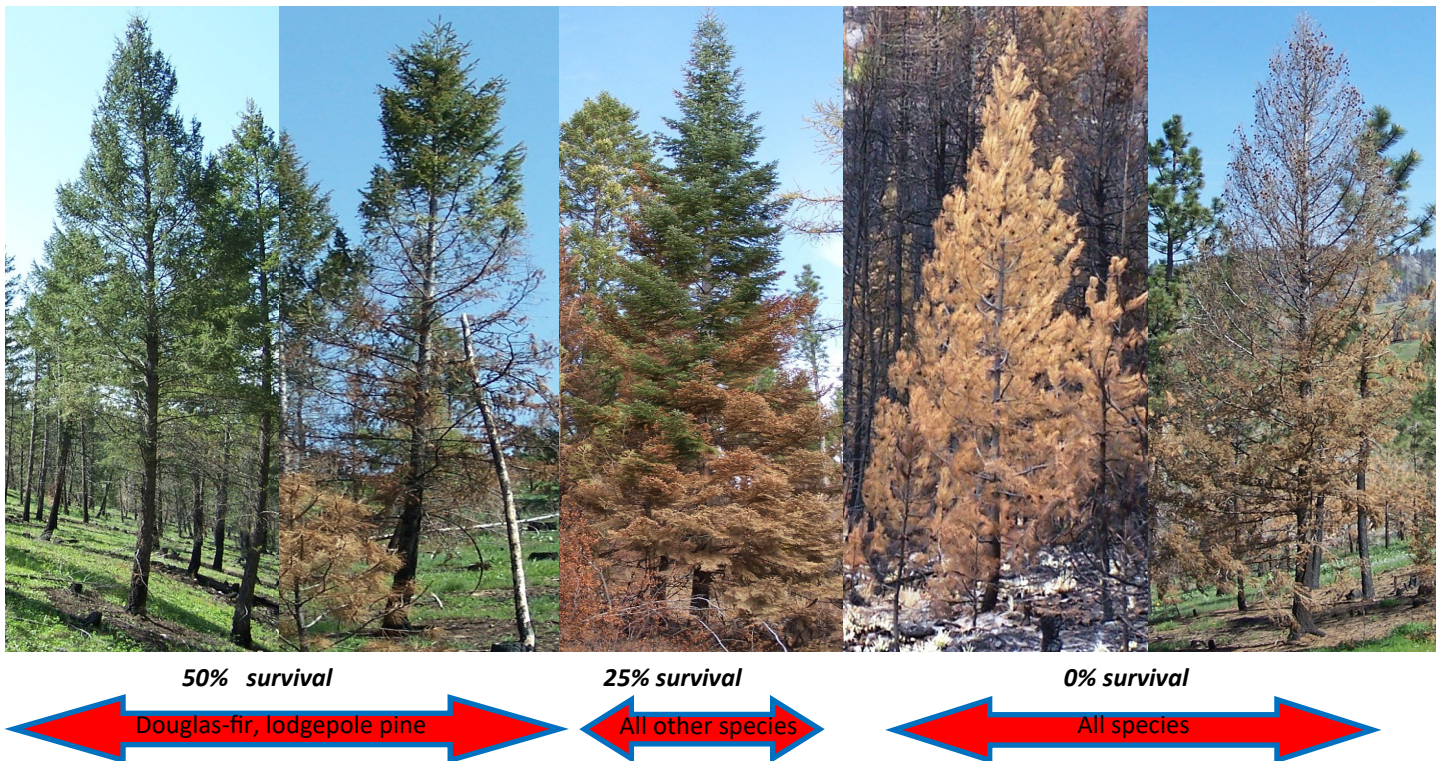 50% survival
25% survival
0% survival
Douglas-fir, lodgepole pine
All other species
All species